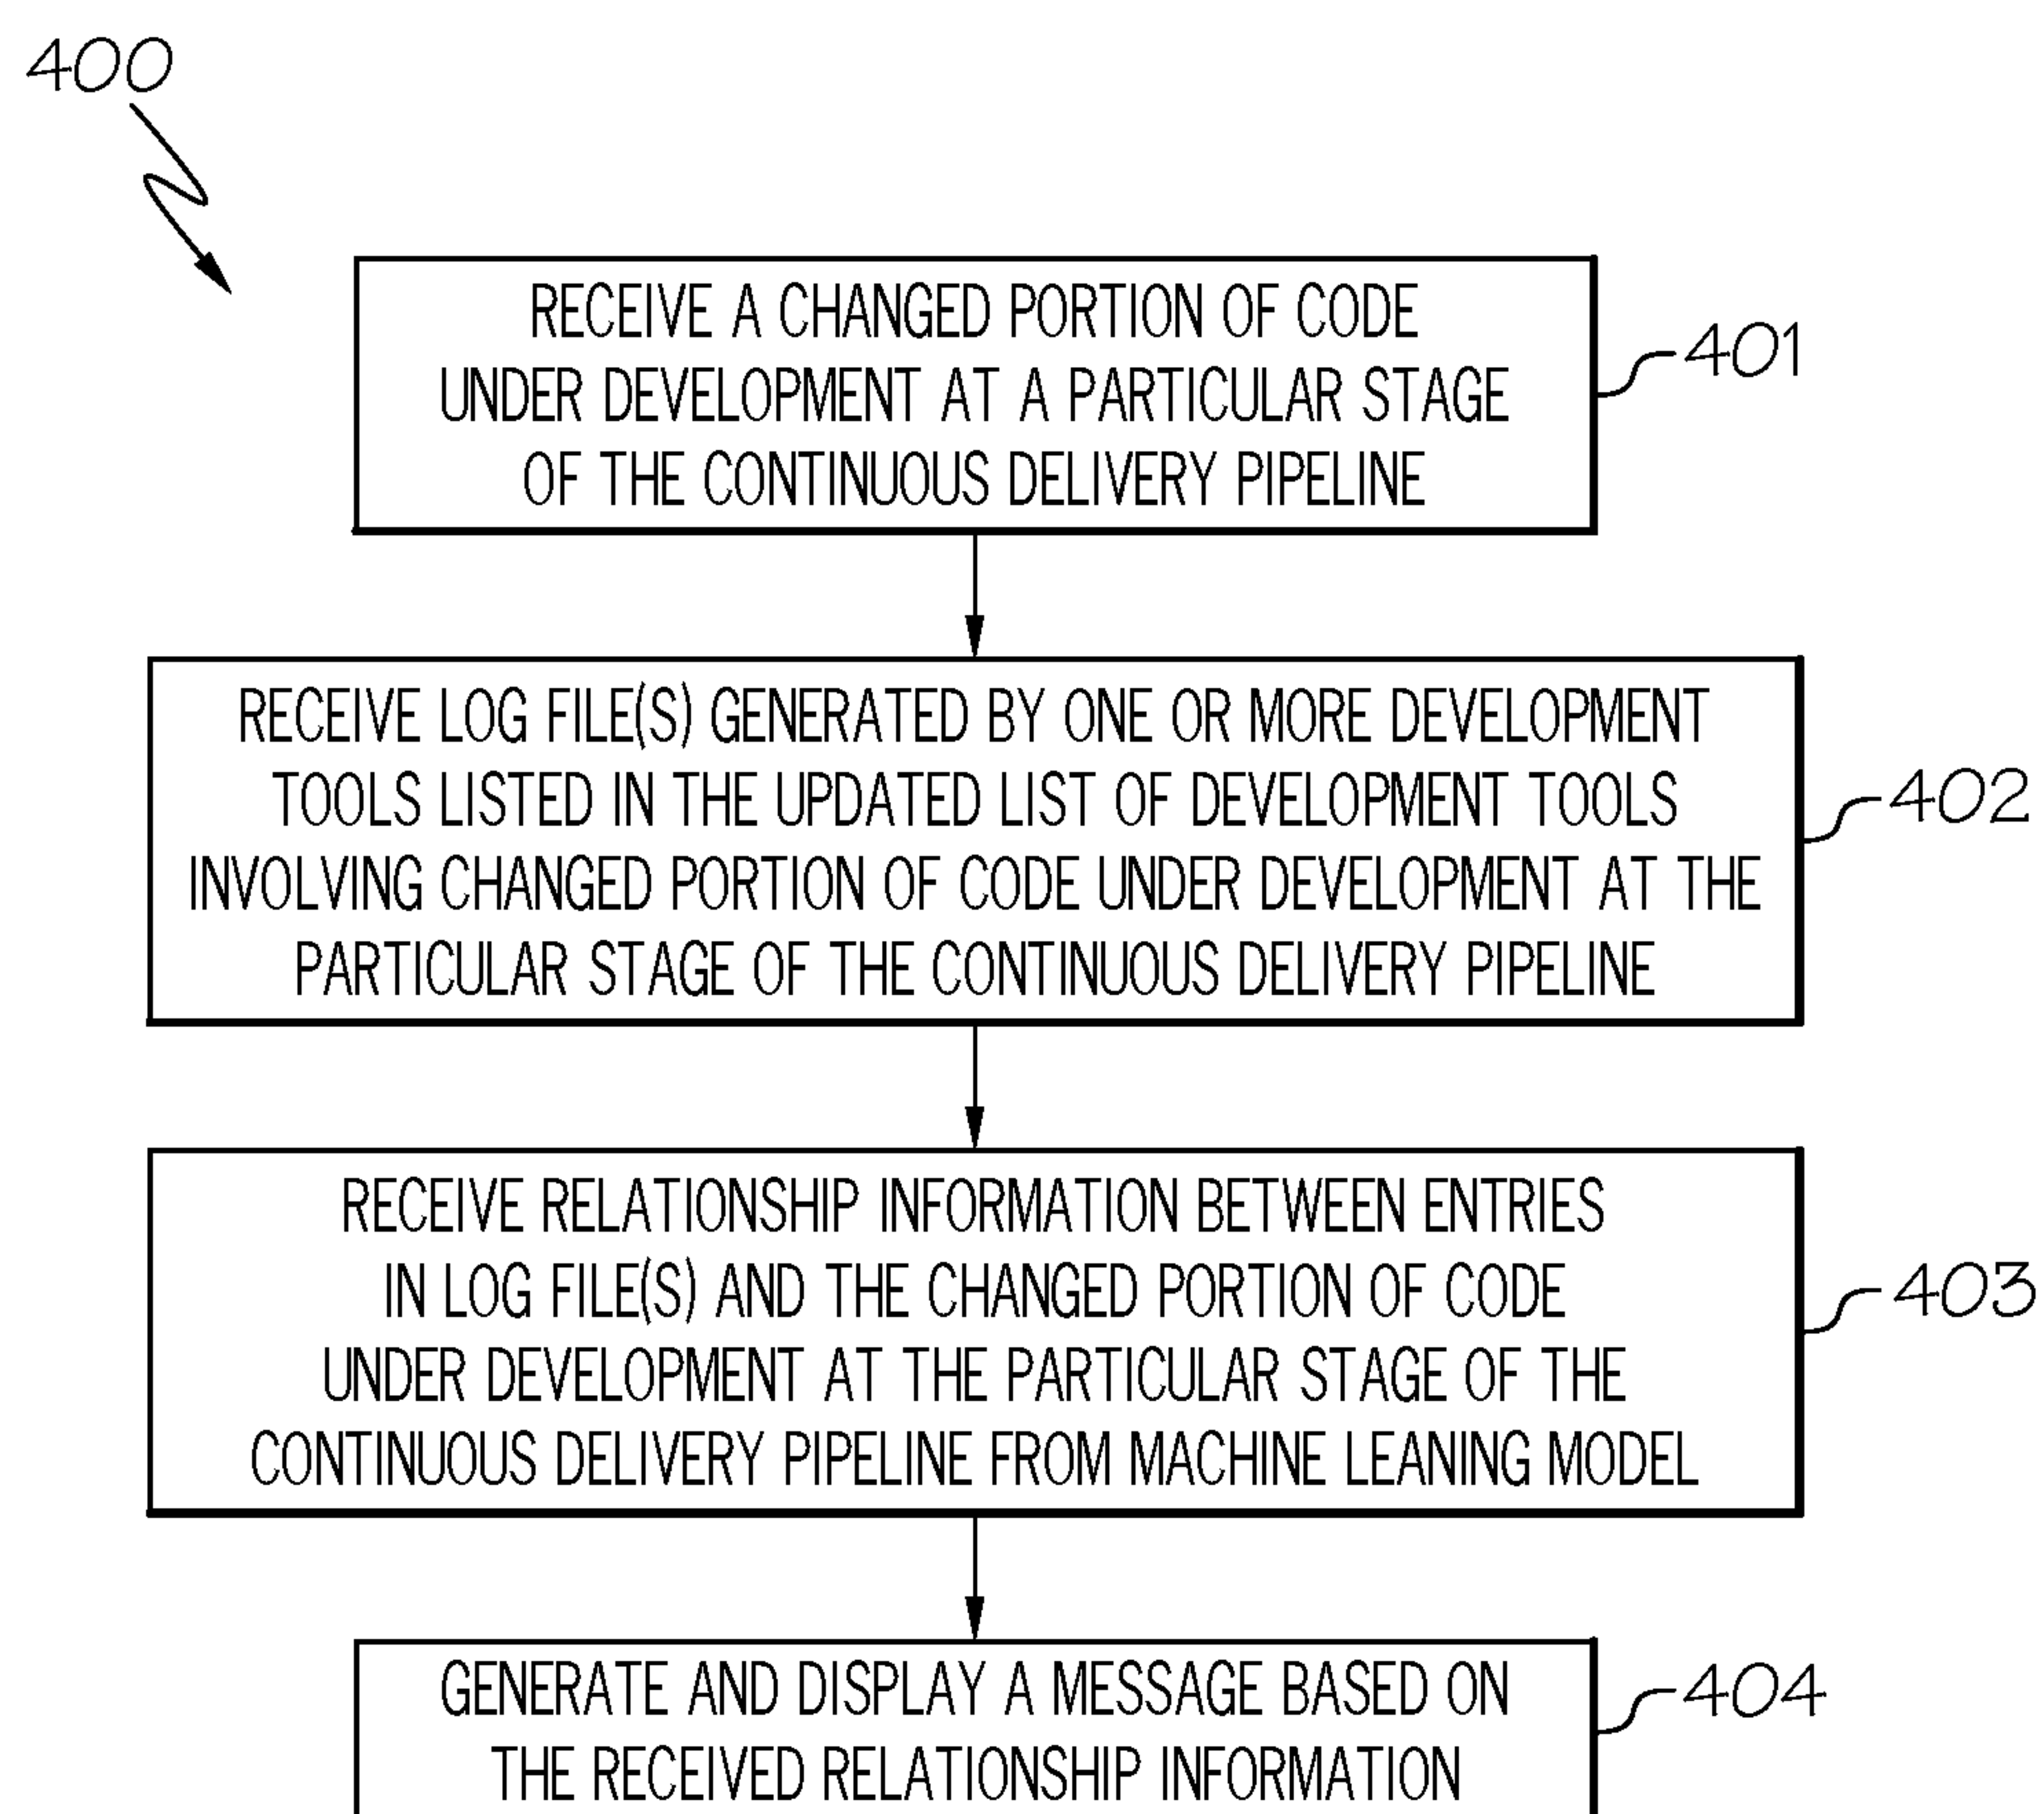 400
RECEIVE A CHANGED PORTION OF CODE
UNDER DEVELOPMENT AT A PARTICULAR STAGE
OF THE CONTINUOUS DELIVERY PIPELINE
401
RECEIVE LOG FILE(S) GENERATED BY ONE OR MORE DEVELOPMENT
TOOLS LISTED IN THE UPDATED LIST OF DEVELOPMENT TOOLS
INVOLVING CHANGED PORTION OF CODE UNDER DEVELOPMENT AT THE
PARTICULAR STAGE OF THE CONTINUOUS DELIVERY PIPELINE
402
RECEIVE RELATIONSHIP INFORMATION BETWEEN ENTRIES
IN LOG FILE(S) AND THE CHANGED PORTION OF CODE
UNDER DEVELOPMENT AT THE PARTICULAR STAGE OF THE
CONTINUOUS DELIVERY PIPELINE FROM MACHINE LEANING MODEL
403
GENERATE AND DISPLAY A MESSAGE BASED ON
THE RECEIVED RELATIONSHIP INFORMATION
404